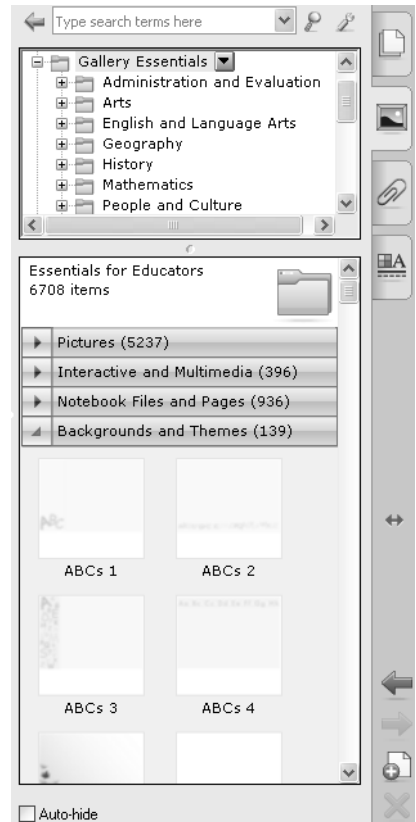 Type search terms here
Gallery Essentials
Administration and Evaluation
Arts
English and Language Arts
Geography
History
Mathematics
People and Culture
Essentials for Educators
6708 items
Pictures (5237)
Interactive and Multimedia (396)
Notebook Files and Pages (936)
Backgrounds and Themes (139)
ABCs 1
ABCs 2
ABCs 3
ABCs 4
Auto-hide